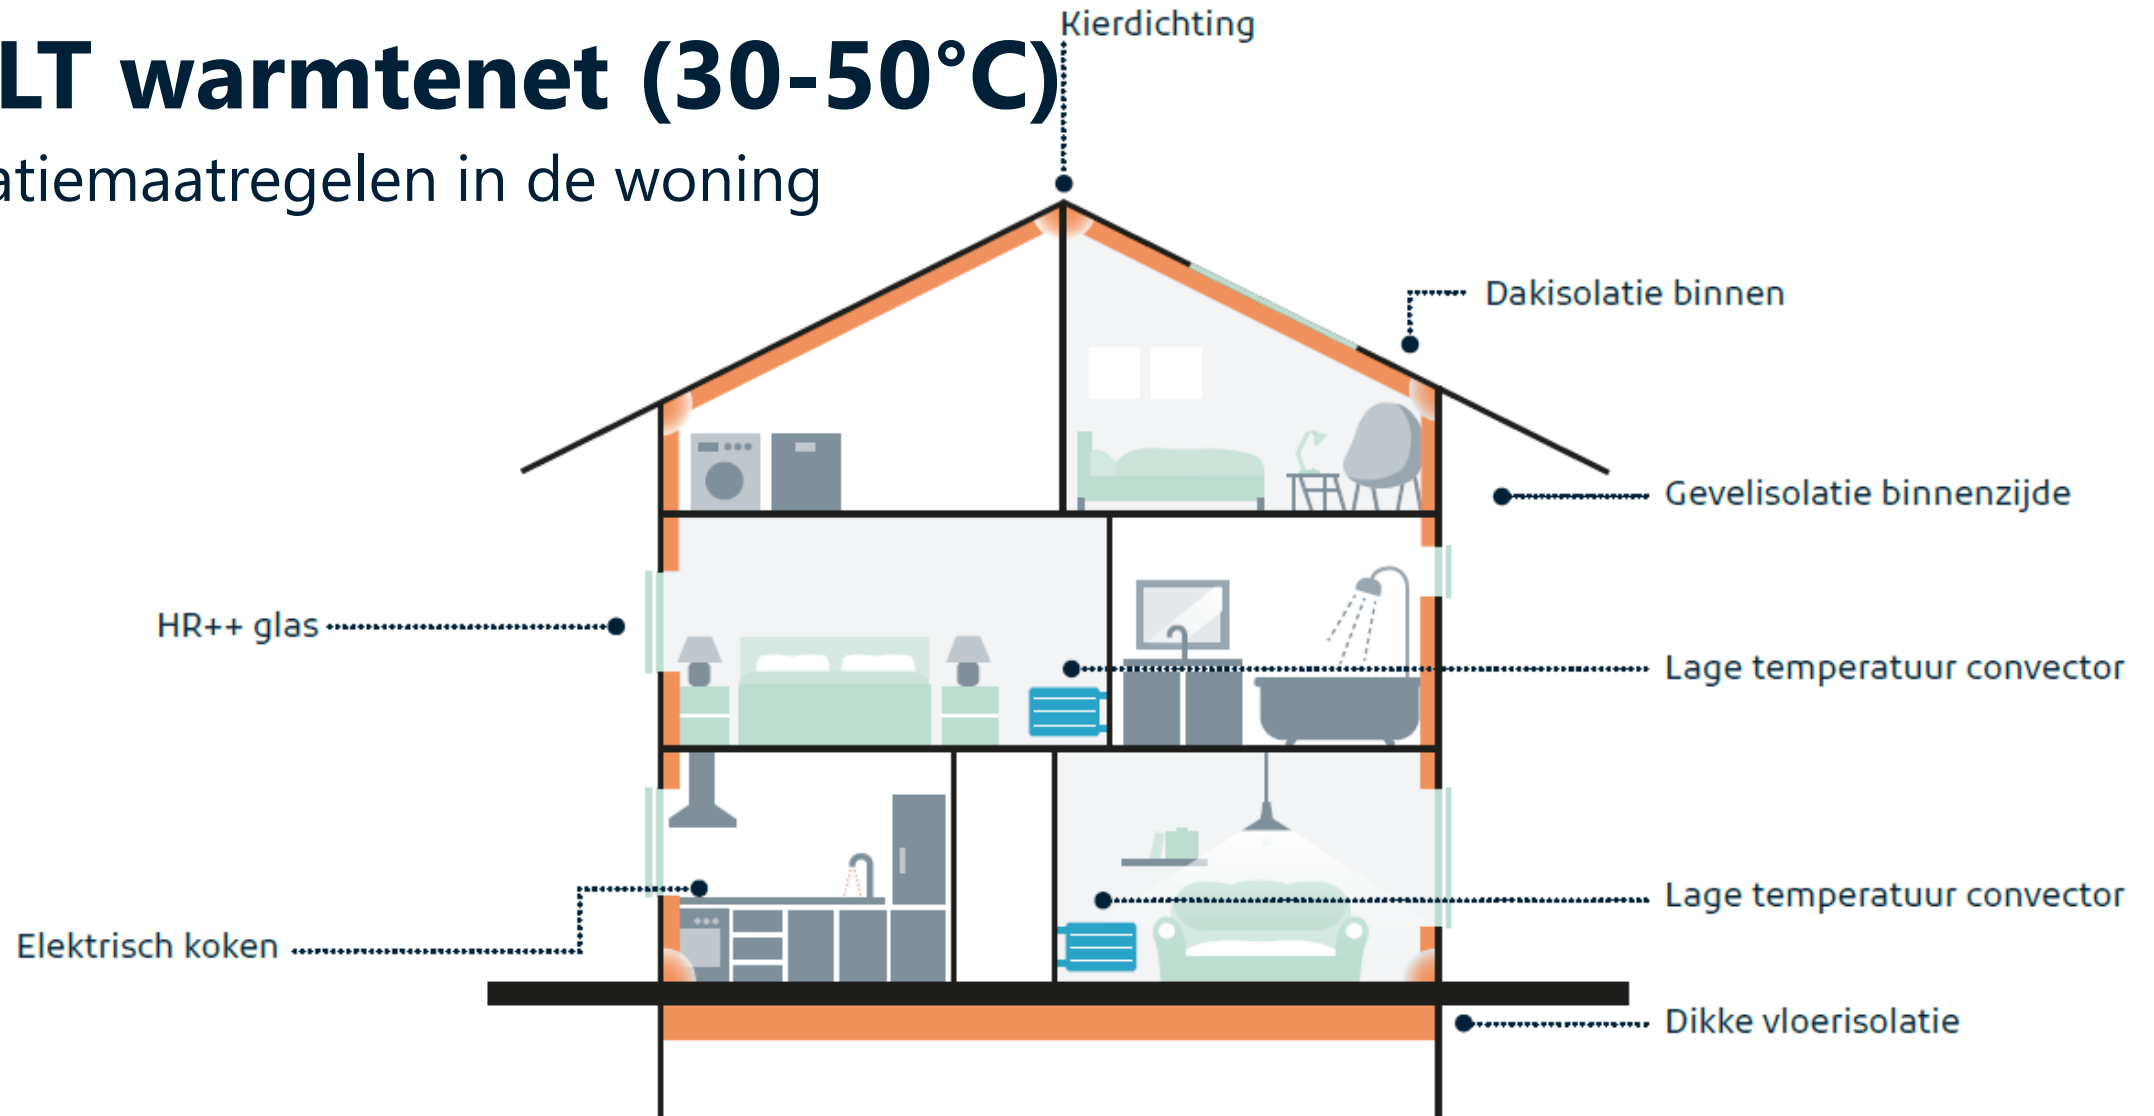 Kierdichting
LT warmtenet (30-50°C)
atiemaatregelen in de woning
Dakisolatie binnen
Gevelisolatie binnenzijde
HR++ glas
Lage temperatuur convector
Lage temperatuur convector
Elektrisch koken
Dikke vloerisolatie